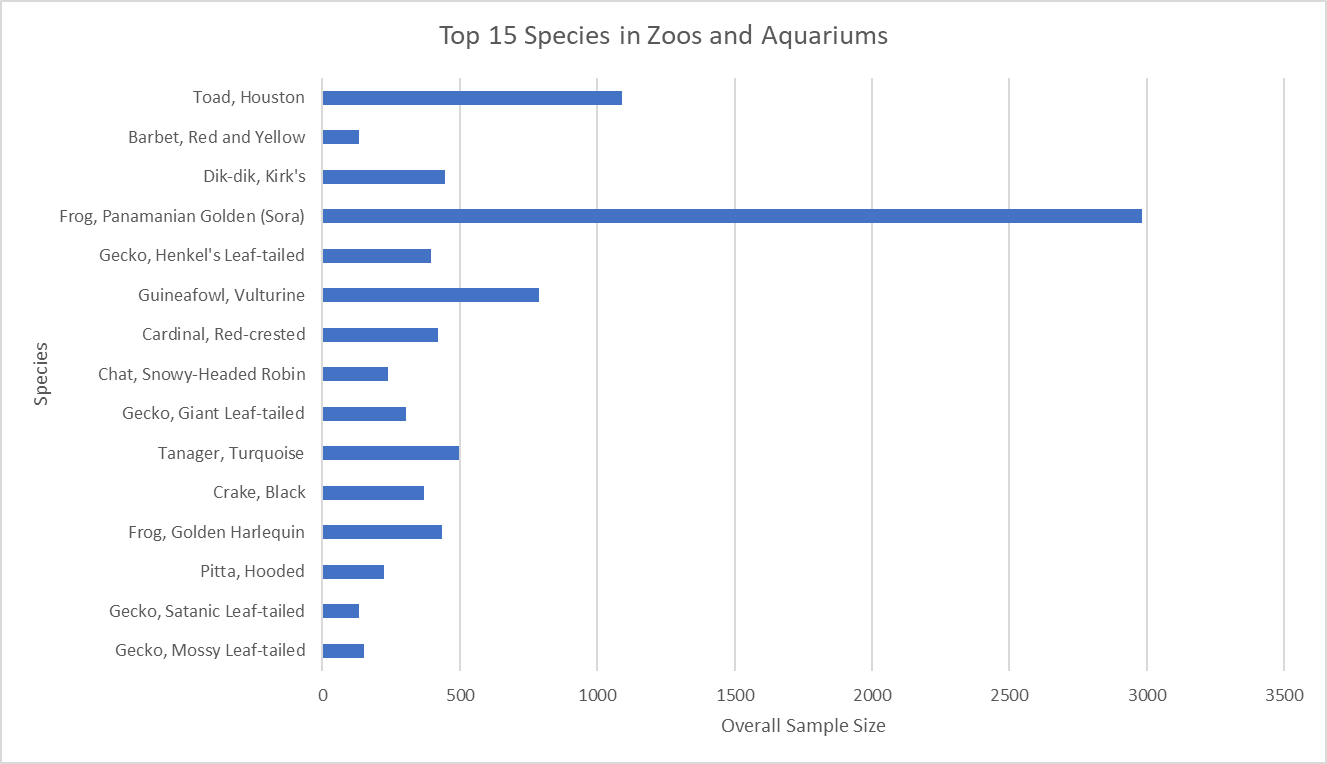 Top 15 Species in Zoos and Aquariums
Toad, Houston
Barbet, Red and Yellow
Dik-dik, Kirk's
Frog, Panamanian Golden (Sora)
Gecko, Henkel's Leaf-tailed
Guineafowl, Vulturine
Cardinal, Red-crested
Chat, Snowy-Headed Robin
Gecko, Giant Leaf-tailed
Tanager, Turquoise
Crake, Black
Frog, Golden Harlequin
Pitta, Hooded
Gecko, Satanic Leaf-tailed
Gecko, Mossy Leaf-tailed
Species
0 500 1000 1500 2000 2500 3000 3500
Overall Sample Size